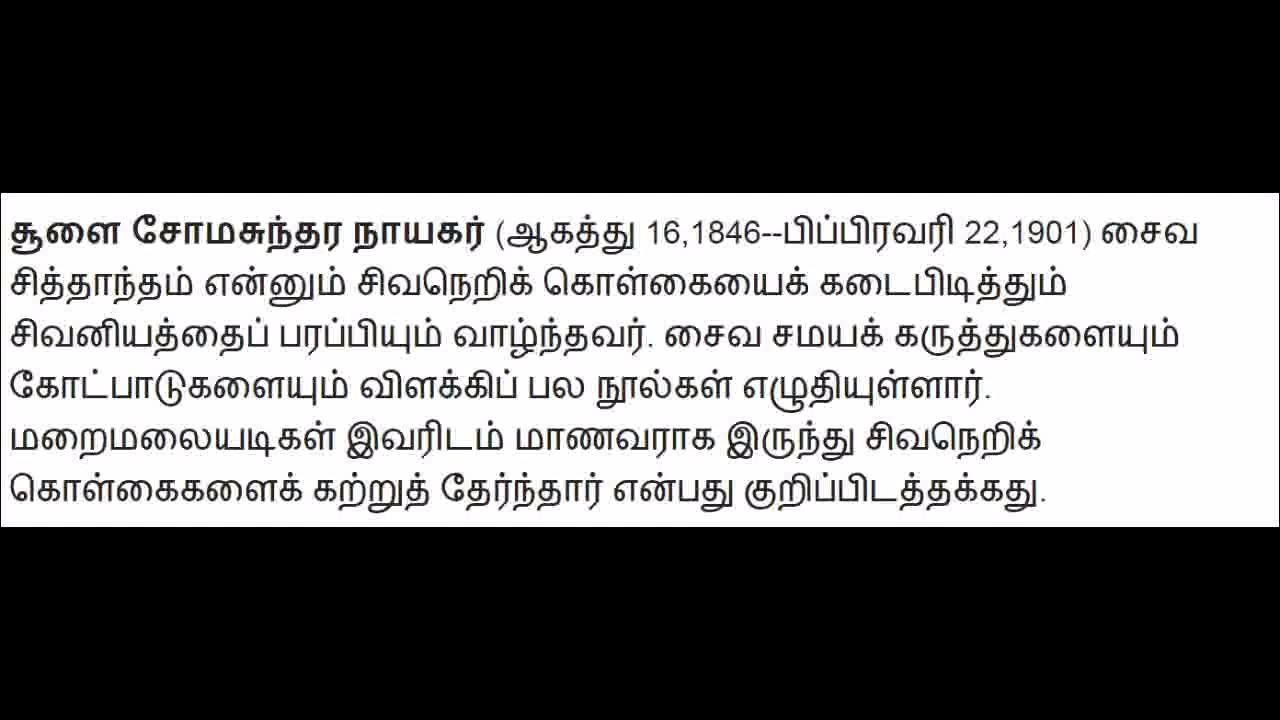 சூளை சோமசுந்தர நாயகர் (ஆகத்து 16,1846--பிப்பிரவரி 22,1901) சைவ
சித்தாந்தம் என்னும் சிவநெறிக் கொள்கையைக் கடைபிடித்தும்
சிவனியத்தைப் பரப்பியும் வாழ்ந்தவர். சைவ சமயக் கருத்துகளையும்
கோட்பாடுகளையும் விளக்கிப் பல நூல்கள் எழுதியுள்ளார்.
மறைமலையடிகள் இவரிடம் மாணவராக இருந்து சிவநெறிக்
கொள்கைகளைக் கற்றுத் தேர்ந்தார் என்பது குறிப்பிடத்தக்கது.